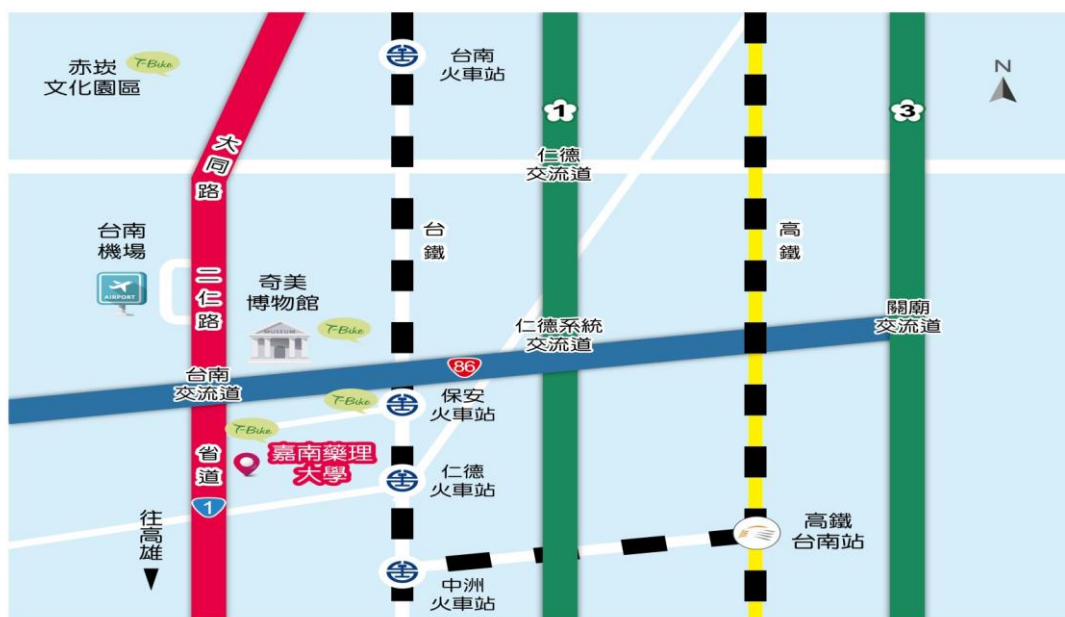 赤崁
文化園區
T-Bike
台南
火車站
N
1
3
大同路
仁德
交流道
台南
機場
AIRPORT
台鐵
高鐵
二仁路
奇美
博物館
MUSEUM
T-Bike
仁德系統
交流道
關廟
交流道
86
台南
交流道
T-Bike
保安
火車站
T-Bike
省道
1
嘉南藥理
大學
仁德
火車站
往高雄
高鐵
台南站
中洲
火車站